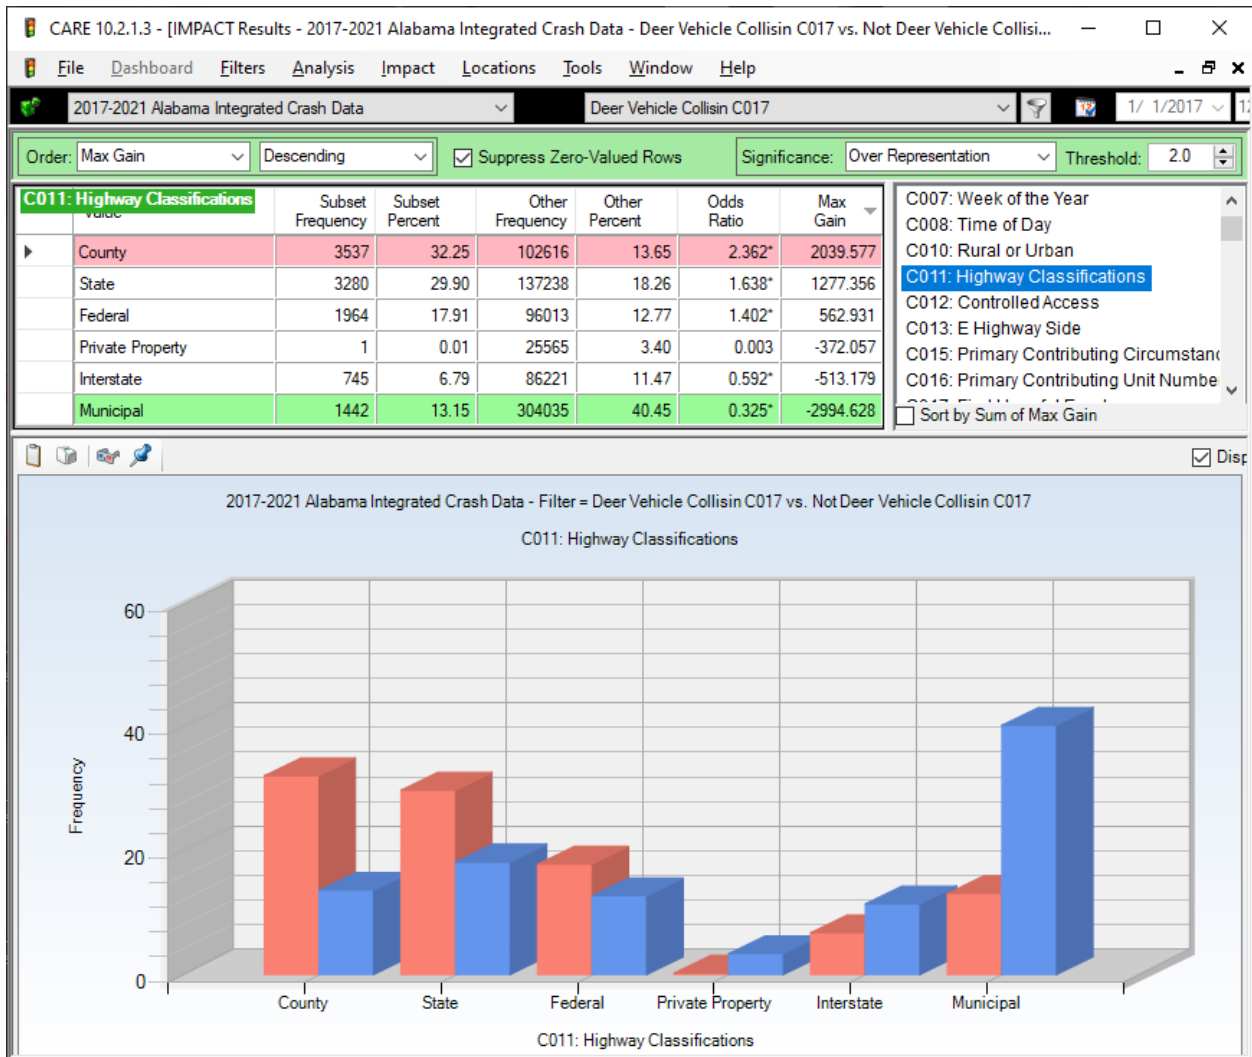 CARE 10.2.1.3 - [IMPACT Results - 2017-2021 Alabama Integrated Crash Data - Deer Vehicle Collisin C017 vs. Not Deer Vehicle Collisi...
File Dashboard Filters Analysis Impact Locations Tools Window Help
2017-2021 Alabama Integrated Crash Data Deer Vehicle Collisin C017 1/ 1/2017
Order: Max Gain Descending Suppress Zero-Valued Rows Significance: Over Representation Threshold: 2.0
C011: Highway Classifications
Value Subset Frequency Subset Percent Other Frequency Other Percent Odds Ratio Max Gain
County 3537 32.25 102616 13.65 2.362* 2039.577
State 3280 29.90 137238 18.26 1.638* 1277.356
Federal 1964 17.91 96013 12.77 1.402* 562.931
Private Property 1 0.01 25565 3.40 0.003 -372.057
Interstate 745 6.79 86221 11.47 0.592* -513.179
Municipal 1442 13.15 304035 40.45 0.325* -2994.628
C007: Week of the Year
C008: Time of Day
C010: Rural or Urban
C011: Highway Classifications
C012: Controlled Access
C013: E Highway Side
C015: Primary Contributing Circumstanc
C016: Primary Contributing Unit Numbe
Sort by Sum of Max Gain
Disp
2017-2021 Alabama Integrated Crash Data - Filter = Deer Vehicle Collisin C017 vs. Not Deer Vehicle Collisin C017
C011: Highway Classifications
60
40
20
0
Frequency
County State Federal Private Property Interstate Municipal
C011: Highway Classifications